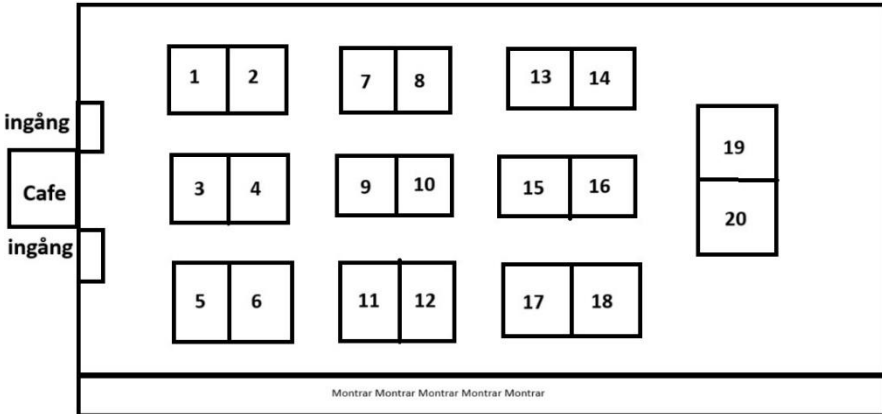 1 2 7 8 13 14
ingång
19
Cafe 3 4 9 10 15 16
20
ingång
5 6 11 12 17 18
Montrar Montrar Montrar Montrar Montrar